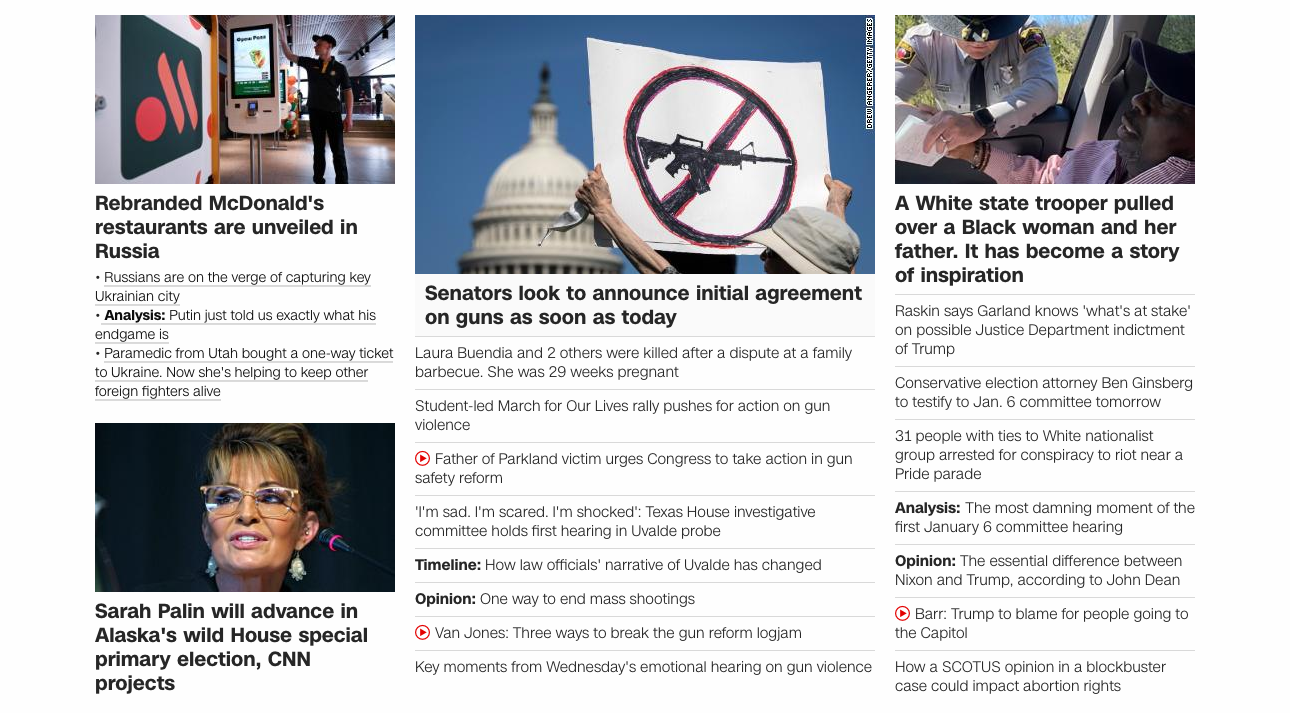 Rebranded McDonald's
restaurants are unveiled in
Russia
• Russians are on the verge of capturing key
Ukrainian city
• Analysis: Putin just told us exactly what his
endgame is
• Paramedic from Utah bought a one-way ticket
to Ukraine. Now she's helping to keep other
foreign fighters alive
Sarah Palin will advance in
Alaska's wild House special
primary election, CNN
projects
DREW ANGERER/GETTY IMAGES
Senators look to announce initial agreement
on guns as soon as today
Laura Buendia and 2 others were killed after a dispute at a family
barbecue. She was 29 weeks pregnant
Student-led March for Our Lives rally pushes for action on gun
violence
Father of Parkland victim urges Congress to take action in gun
safety reform
'I'm sad. I'm scared. I'm shocked': Texas House investigative
committee holds first hearing in Uvalde probe
Timeline: How law officials' narrative of Uvalde has changed
Opinion: One way to end mass shootings
Van Jones: Three ways to break the gun reform logjam
Key moments from Wednesday's emotional hearing on gun violence
A White state trooper pulled
over a Black woman and her
father. It has become a story
of inspiration
Raskin says Garland knows 'what's at stake'
on possible Justice Department indictment
of Trump
Conservative election attorney Ben Ginsberg
to testify to Jan. 6 committee tomorrow
31 people with ties to White nationalist
group arrested for conspiracy to riot near a
Pride parade
Analysis: The most damning moment of the
first January 6 committee hearing
Opinion: The essential difference between
Nixon and Trump, according to John Dean
Barr: Trump to blame for people going to
the Capitol
How a SCOTUS opinion in a blockbuster
case could impact abortion rights